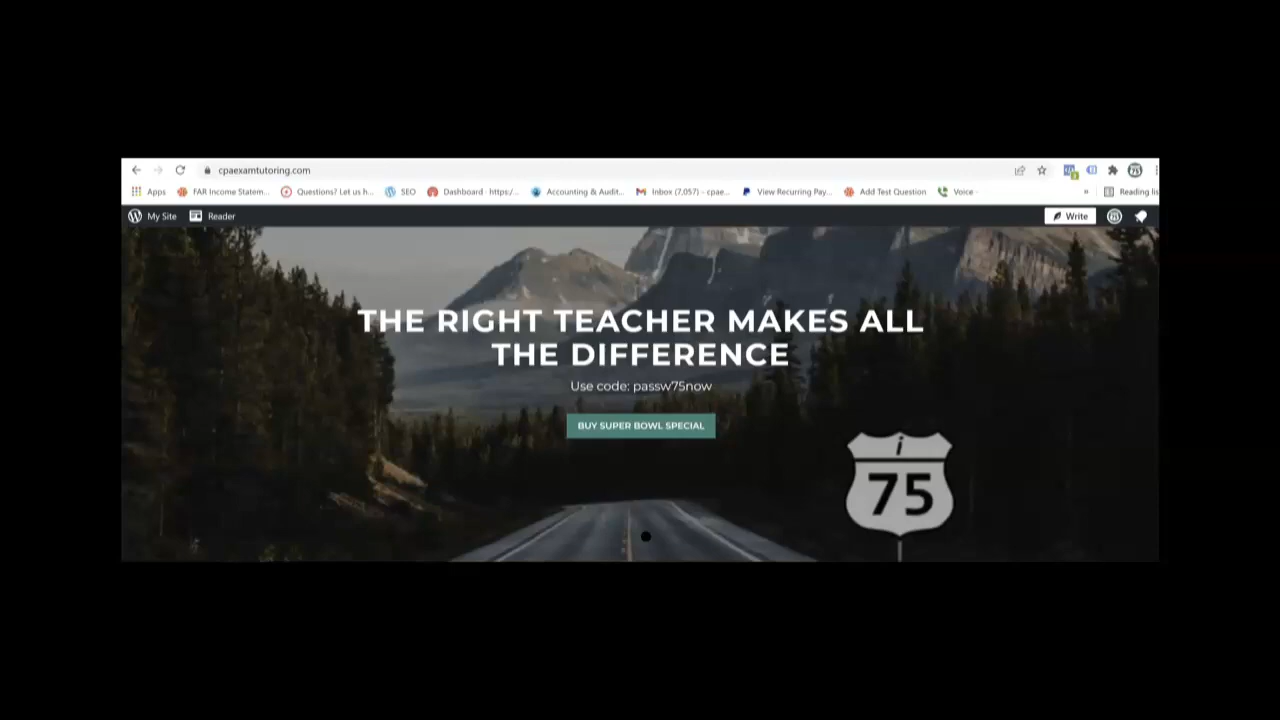 cpaexamtutoring.com
Apps FAR Income Statem... Questions? Let us h... SEO Dashboard · https:/... Accounting & Audit... Inbox (7,057) - cpae... View Recurring Pay... Add Test Question Voice - » Reading lis
My Site Reader Write
THE RIGHT TEACHER MAKES ALL
THE DIFFERENCE
Use code: passw75now
BUY SUPER BOWL SPECIAL
i
75